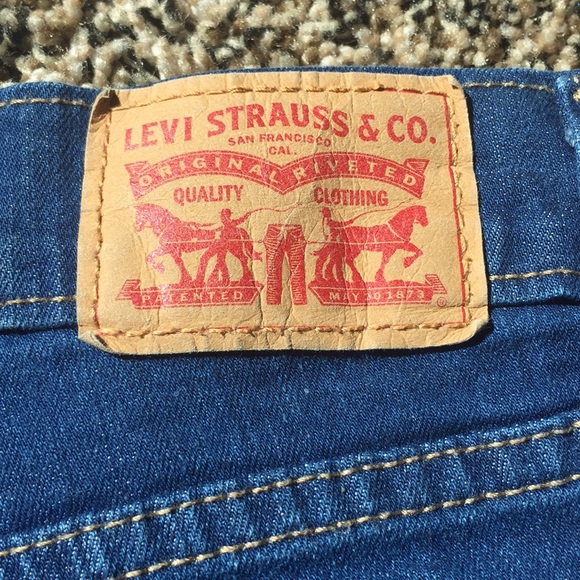 LEVI STRAUSS & CO.
SAN FRANCISCO
CAL.
ORIGINAL RIVETED
QUALITY CLOTHING
PATENTED MAY 20 1873
®